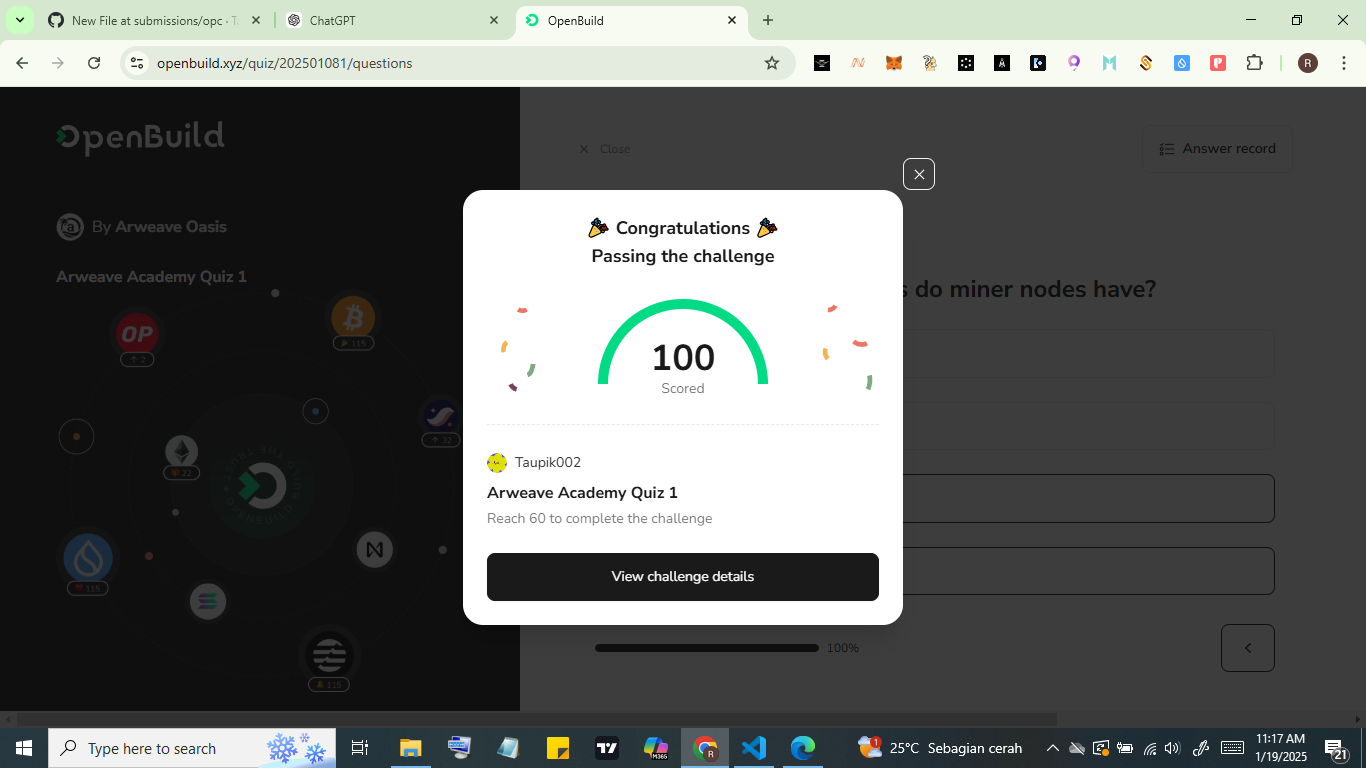 New File at submissions/opc · Ta
ChatGPT
OpenBuild
openbuild.xyz/quiz/202501081/questions
R
OpenBuild
Close
Answer record
By Arweave Oasis
Arweave Academy Quiz 1
s do miner nodes have?
🎉 Congratulations 🎉
Passing the challenge
100
Scored
Taupik002
Arweave Academy Quiz 1
Reach 60 to complete the challenge
View challenge details
OP
2
115
32
22
115
115
100%
Type here to search
M365
R
1
25°C Sebagian cerah
11:17 AM
1/19/2025
21